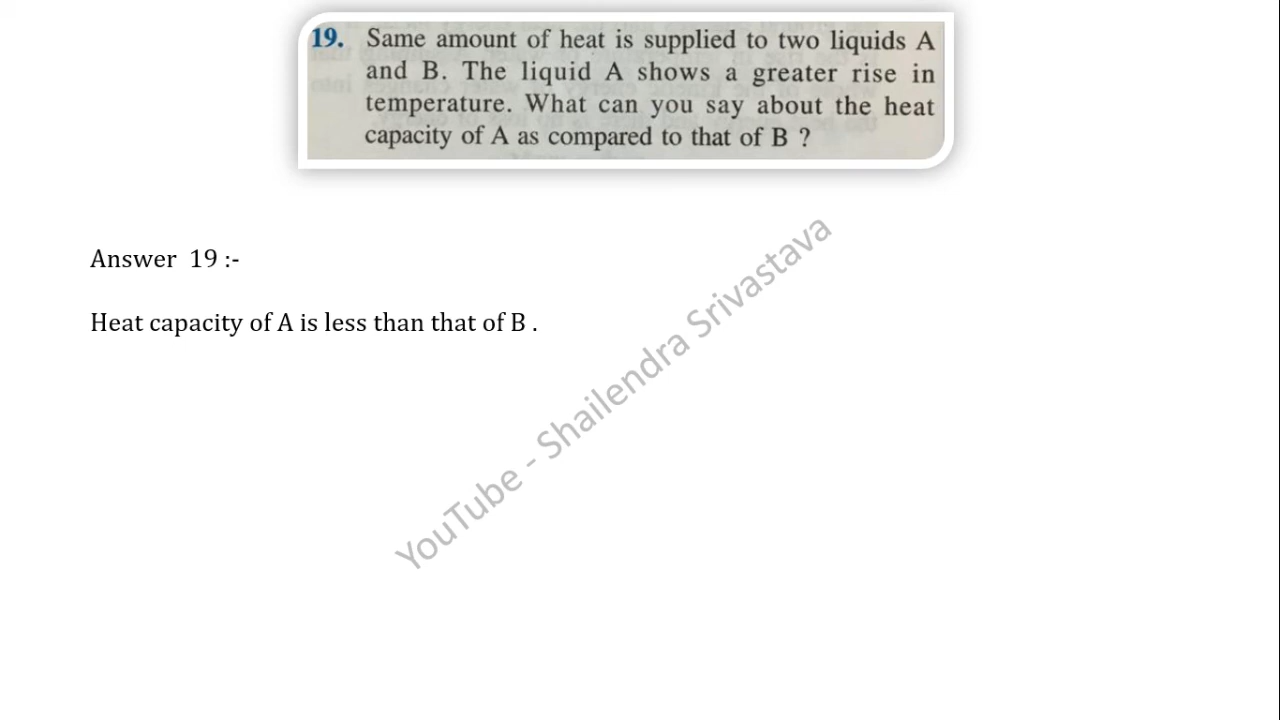 19. Same amount of heat is supplied to two liquids A
and B. The liquid A shows a greater rise in
temperature. What can you say about the heat
capacity of A as compared to that of B ?
Answer 19 :-
Heat capacity of A is less than that of B .
YouTube - Shailendra Srivastava